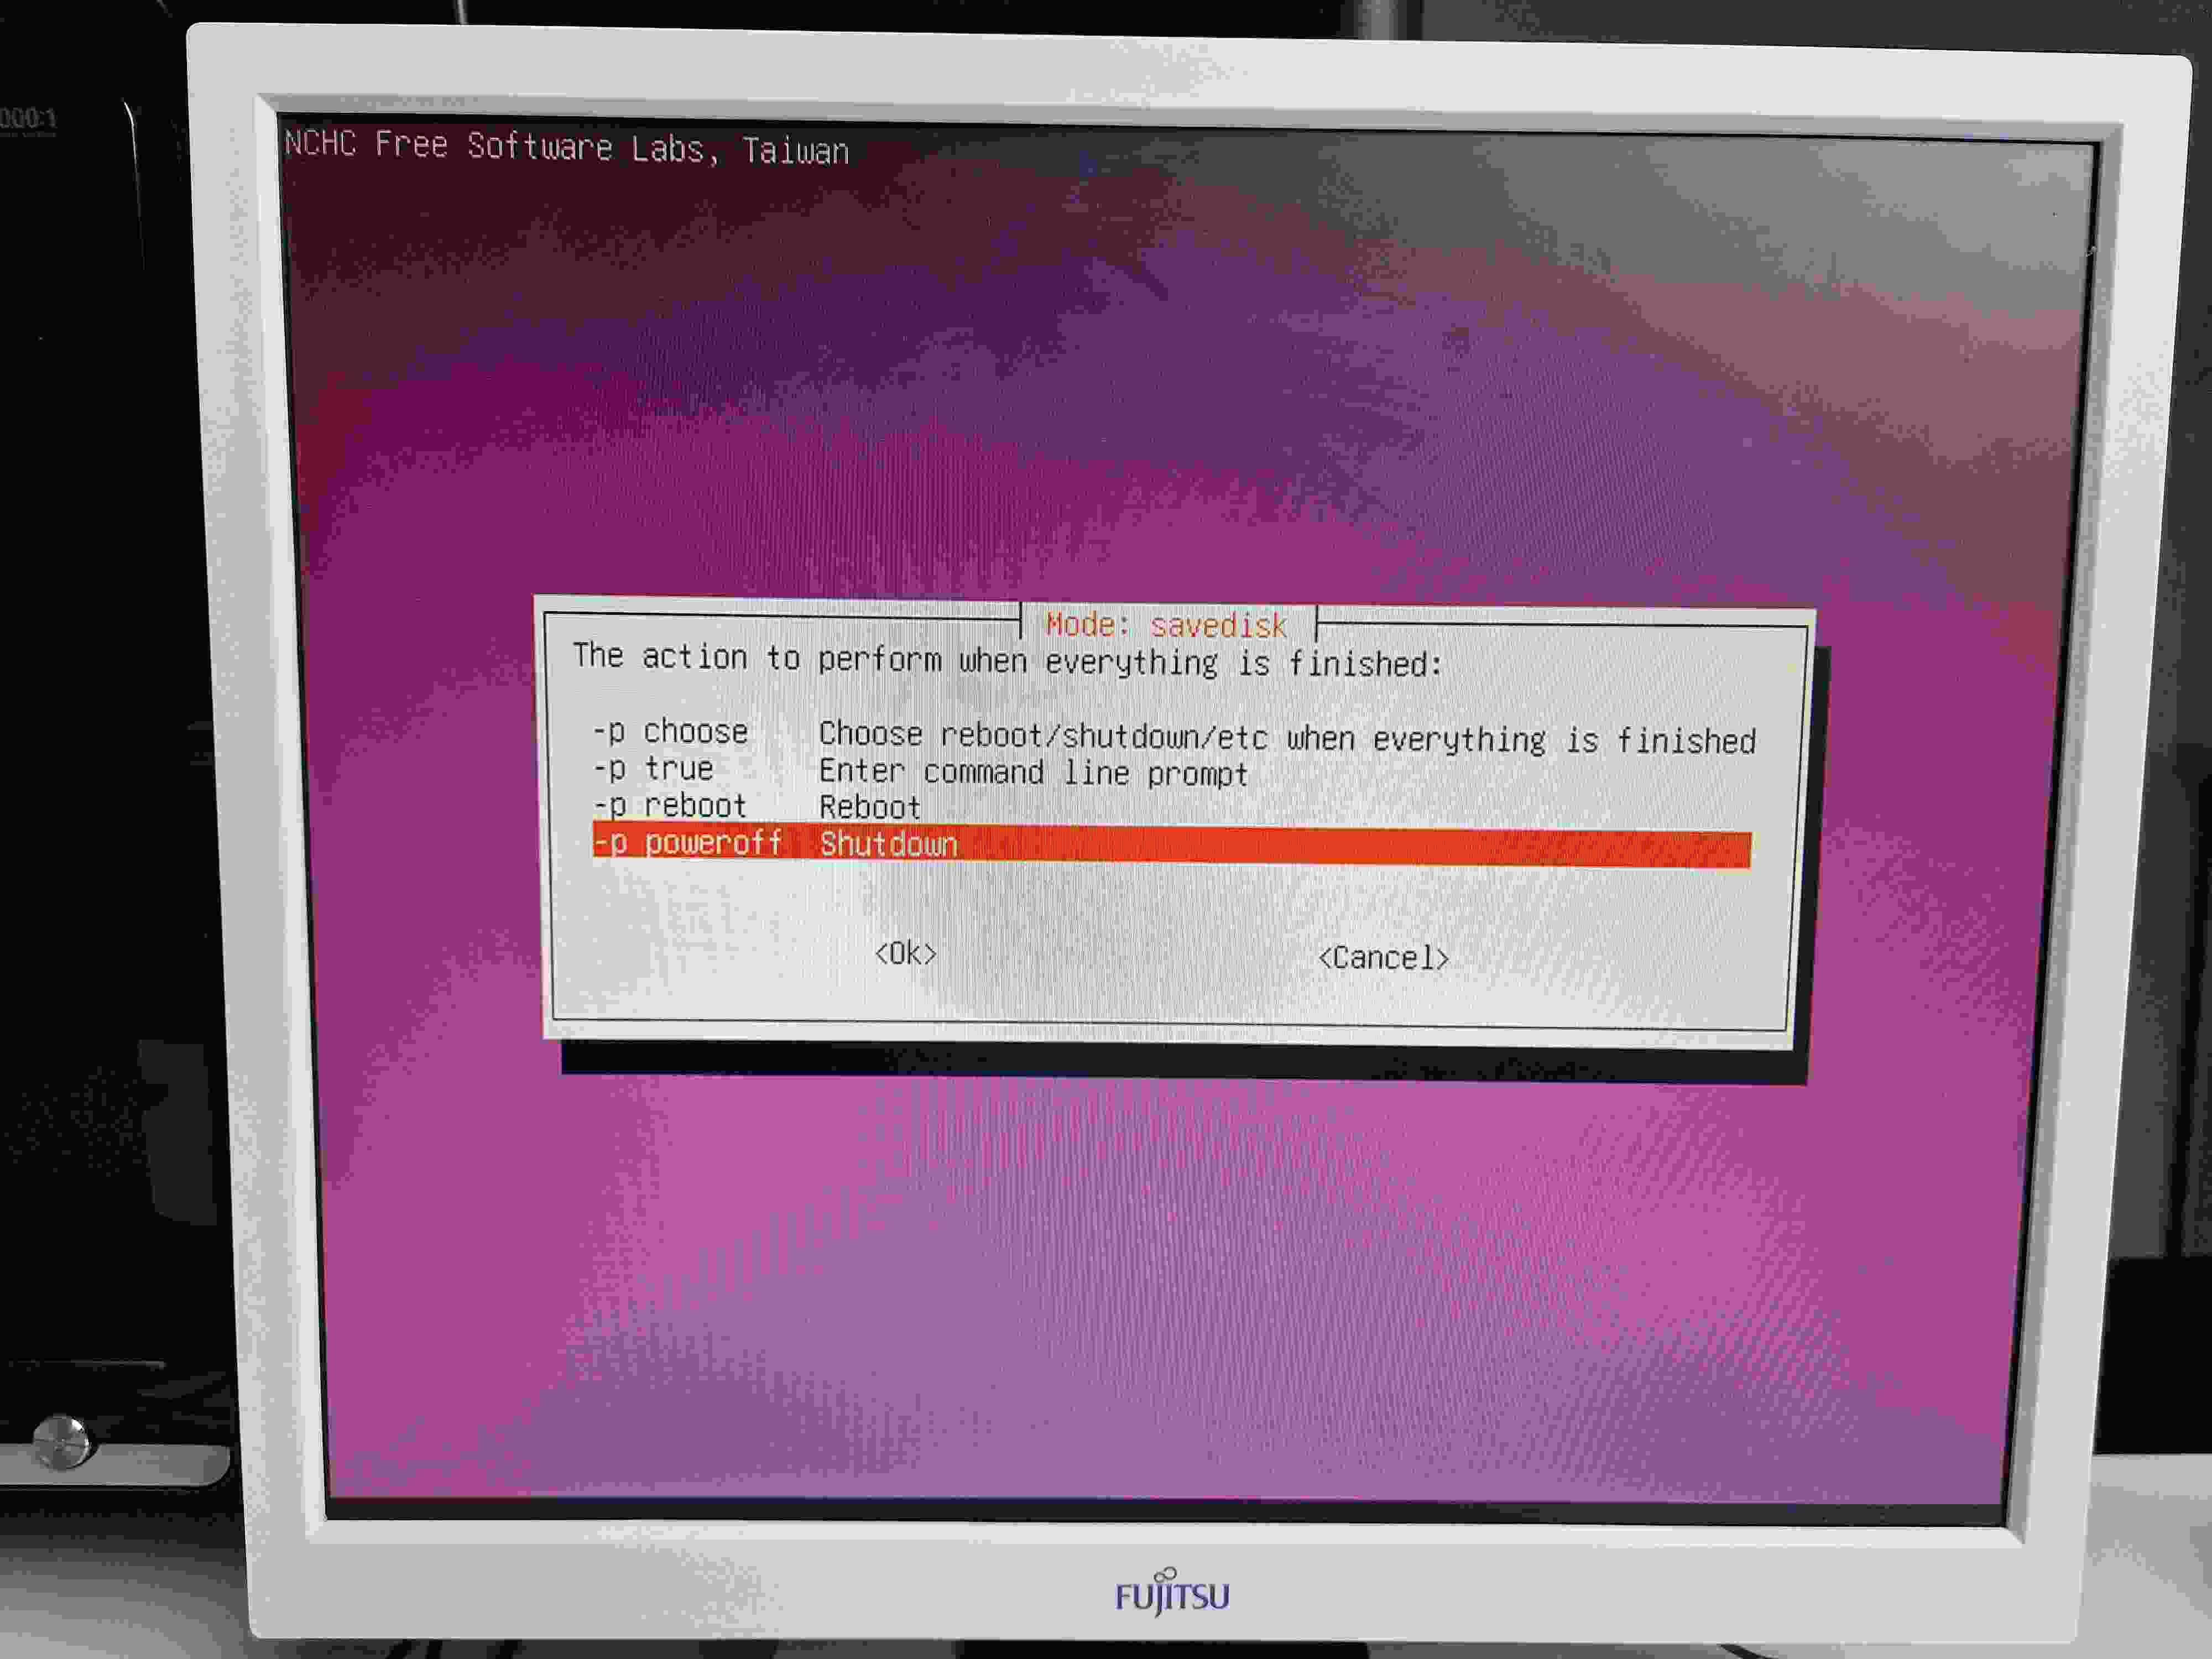 000:1
NCHC Free Software Labs, Taiwan
Mode: savedisk
The action to perform when everything is finished:
-p choose Choose reboot/shutdown/etc when everything is finished
-p true Enter command line prompt
-p reboot Reboot
-p poweroff Shutdown
<Ok> <Cancel>
FUJITSU